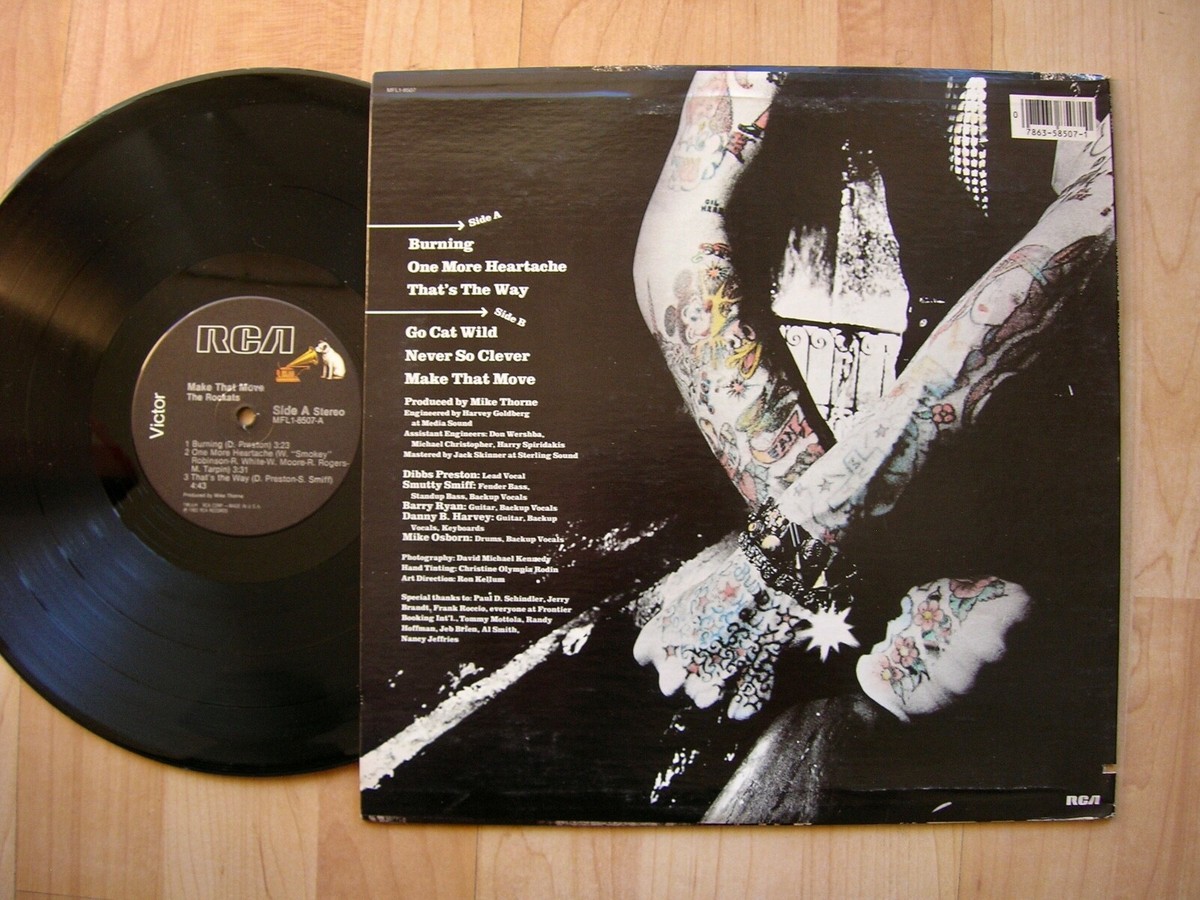 RCA
Victor
Make That Move
The Rockats
Side A Stereo
MFL1-8507-A
1 Burning (D. Preston) 3:23
2 One More Heartache (W. "Smokey"
Robinson-R. White-W. Moore-R. Rogers-
M. Tarpin) 3:31
3 That's the Way (D. Preston-S. Smiff)
4:43
Produced by Mike Thorne
MFL1-8507
Side A
Burning
One More Heartache
That's The Way
Side B
Go Cat Wild
Never So Clever
Make That Move
Produced by Mike Thorne
Engineered by Harvey Goldberg
at Media Sound
Assistant Engineers: Don Wershba,
Michael Christopher, Harry Spiridakis
Mastered by Jack Skinner at Sterling Sound
Dibbs Preston: Lead Vocal
Smutty Smiff: Fender Bass,
Standup Bass, Backup Vocals
Barry Ryan: Guitar, Backup Vocals
Danny B. Harvey: Guitar, Backup
Vocals, Keyboards
Mike Osborn: Drums, Backup Vocals
Photography: David Michael Kennedy
Hand Tinting: Christine Olympia Rodin
Art Direction: Ron Kellum
Special thanks to: Paul D. Schindler, Jerry
Brandt, Frank Roccio, everyone at Frontier
Booking Int'l., Tommy Mottola, Randy
Hoffman, Jeb Brien, Al Smith,
Nancy Jeffries
0 7863-58507-1
RCA